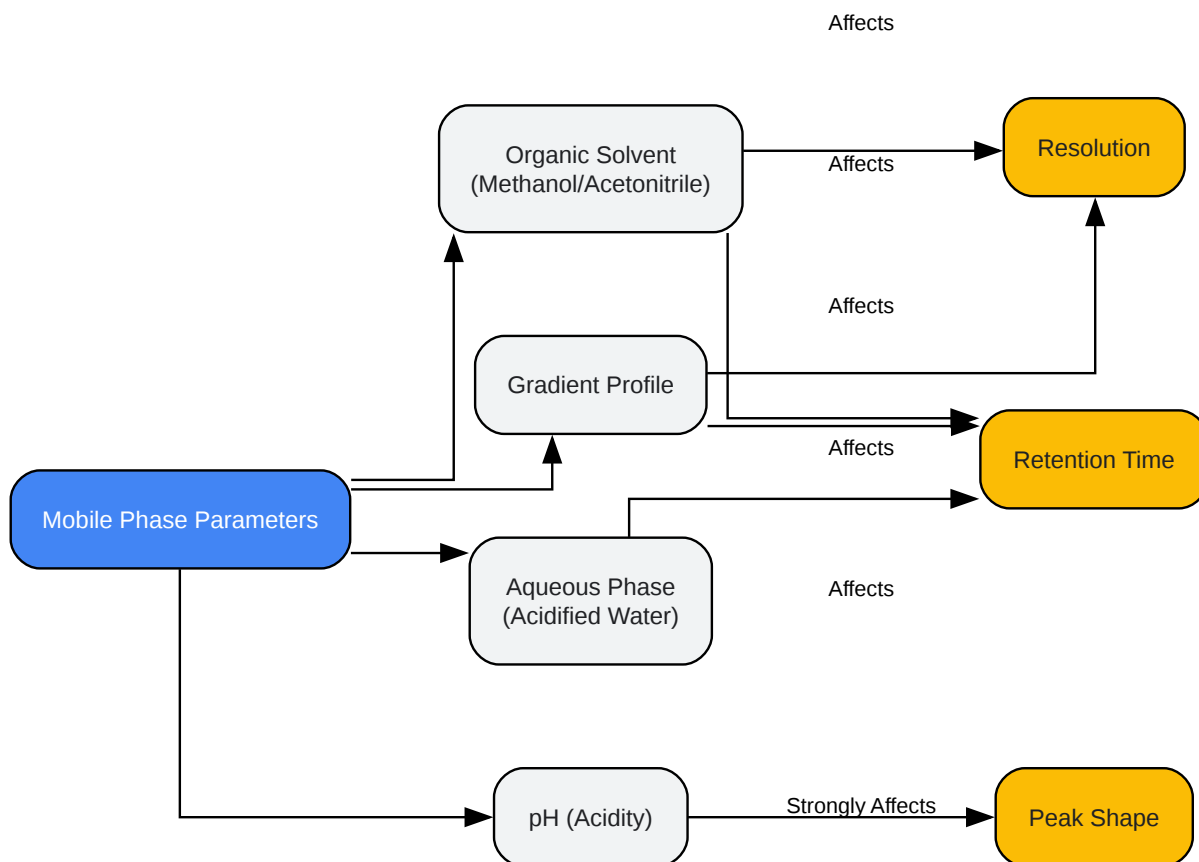 Affects
Organic Solvent
(Methanol/Acetonitrile)
Resolution
Affects
Affects
Gradient Profile
Affects
Retention Time
Mobile Phase Parameters
Aqueous Phase
(Acidified Water)
Affects
pH (Acidity)
Strongly Affects
Peak Shape